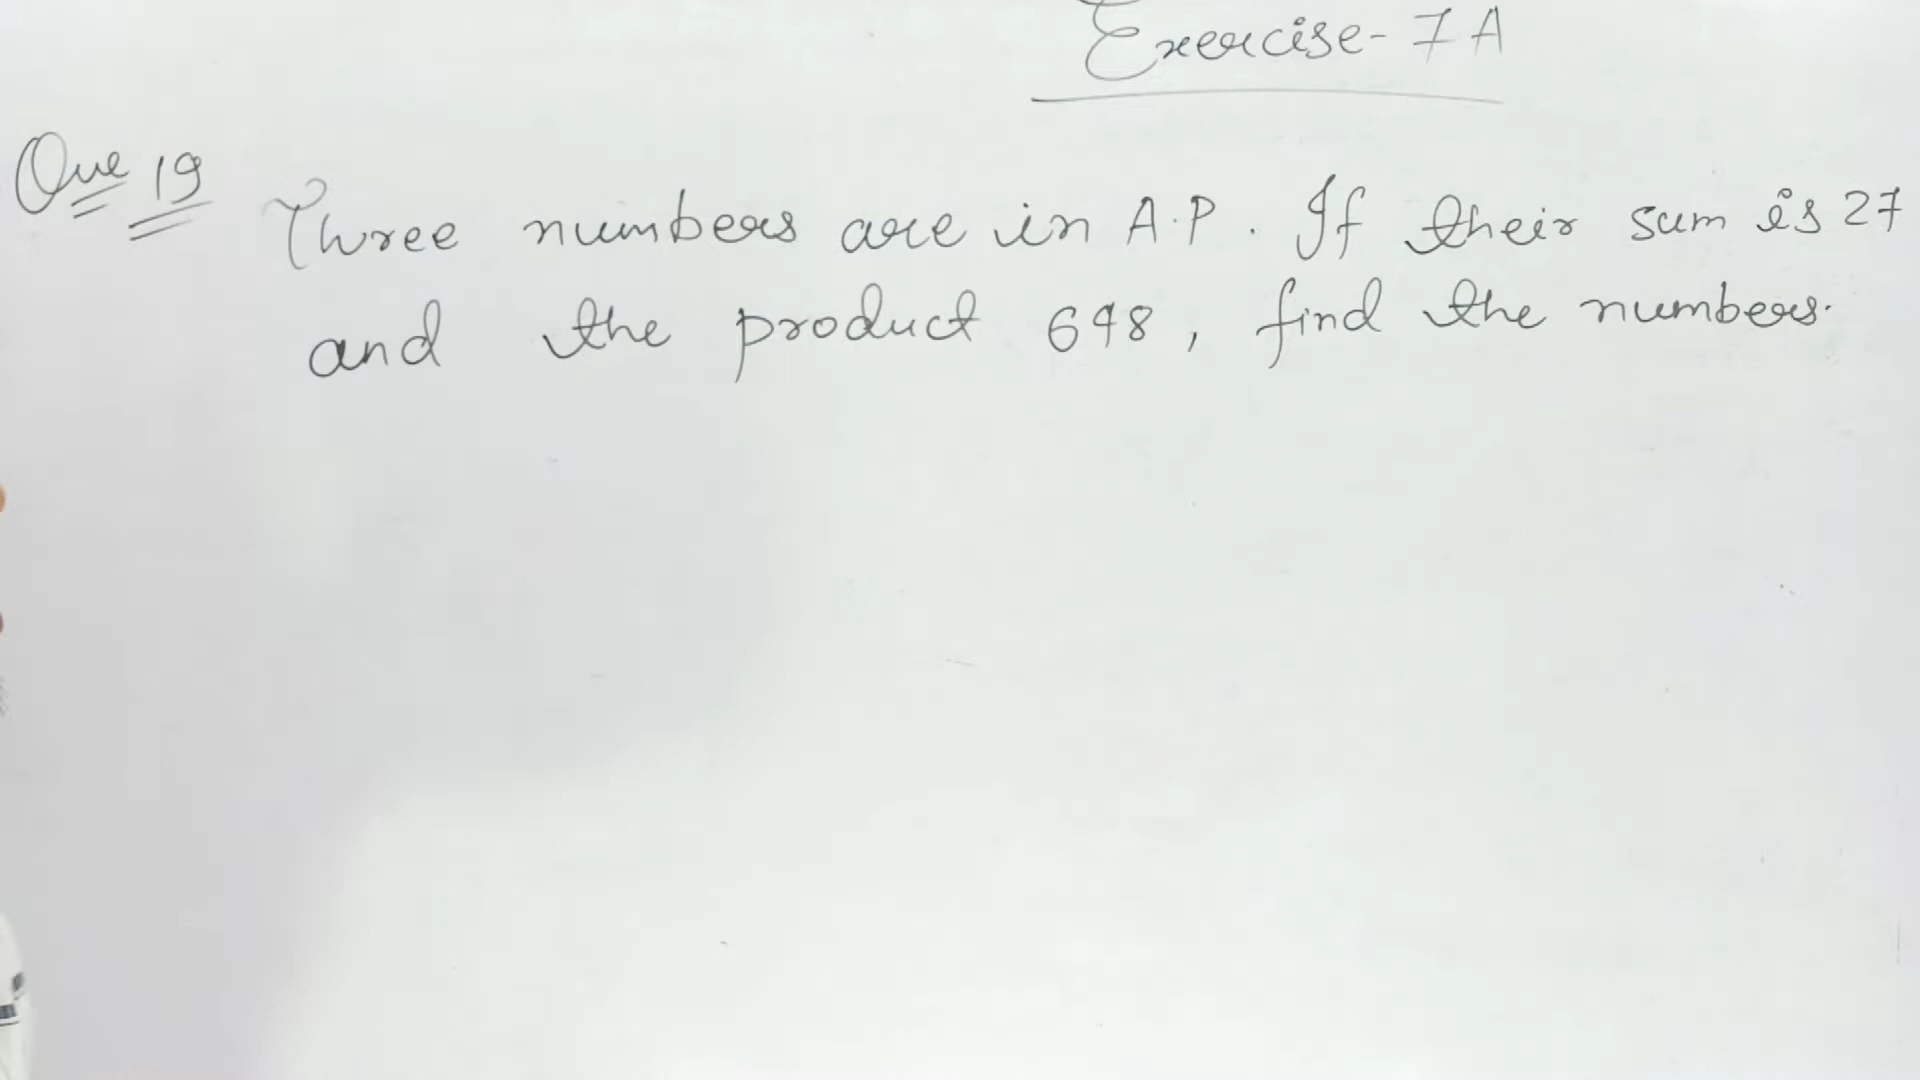 Exercise - 7A
Que 19
Three numbers are in A.P. If their sum is 27
and the product 648, find the numbers.